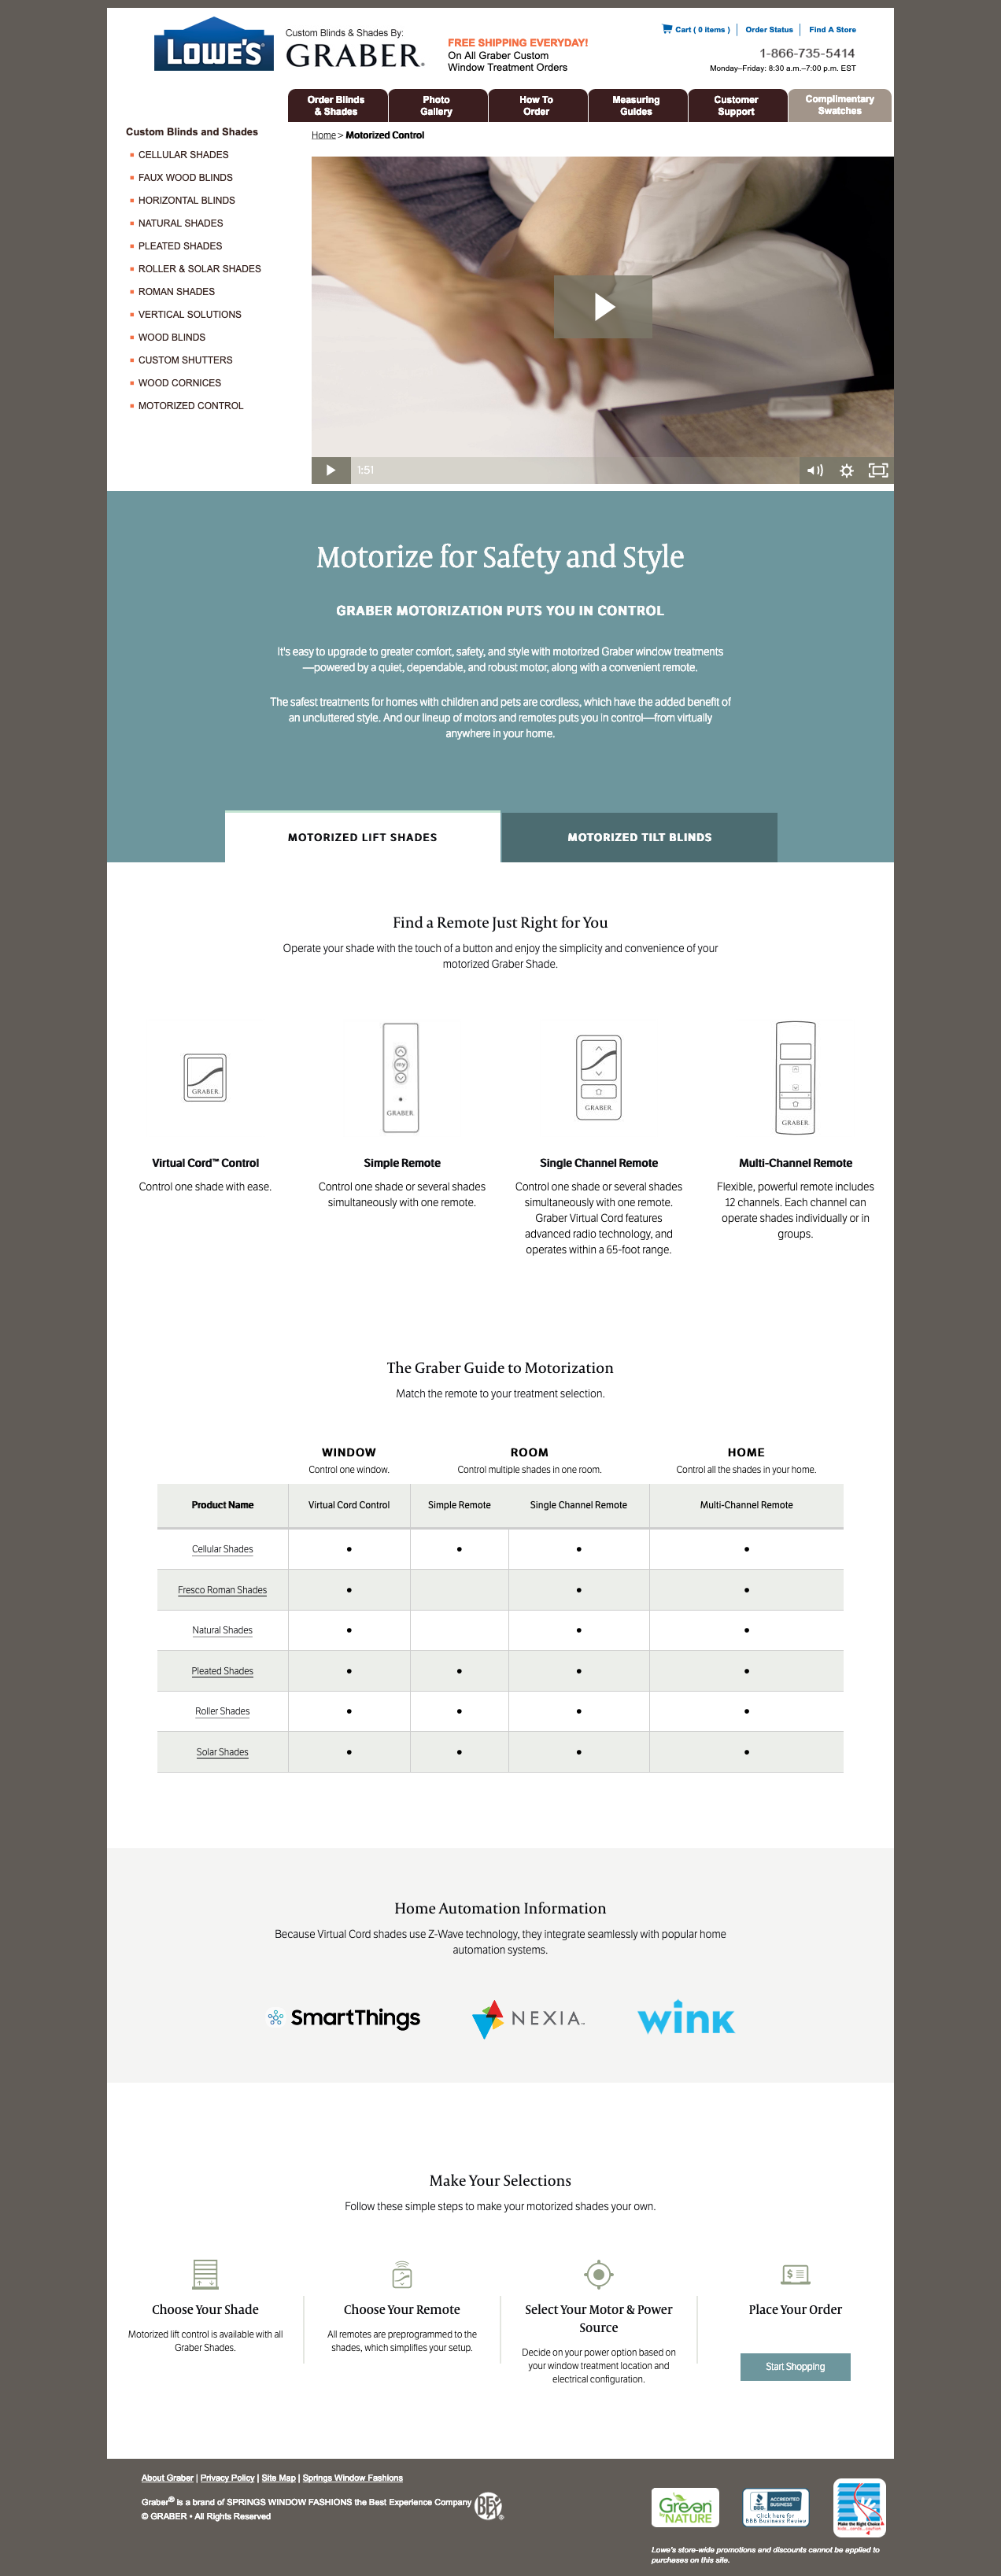 LOWE'S
Custom Blinds & Shades By:
GRABER®
FREE SHIPPING EVERYDAY!
On All Graber Custom
Window Treatment Orders
Cart ( 0 items ) | Order Status | Find A Store
1-866-735-5414
Monday–Friday: 8:30 a.m.–7:00 p.m. EST
Order Blinds
& Shades
Photo
Gallery
How To
Order
Measuring
Guides
Customer
Support
Complimentary
Swatches
Custom Blinds and Shades
CELLULAR SHADES
FAUX WOOD BLINDS
HORIZONTAL BLINDS
NATURAL SHADES
PLEATED SHADES
ROLLER & SOLAR SHADES
ROMAN SHADES
VERTICAL SOLUTIONS
WOOD BLINDS
CUSTOM SHUTTERS
WOOD CORNICES
MOTORIZED CONTROL
Home > Motorized Control
1:51
Motorize for Safety and Style
GRABER MOTORIZATION PUTS YOU IN CONTROL
It's easy to upgrade to greater comfort, safety, and style with motorized Graber window treatments
—powered by a quiet, dependable, and robust motor, along with a convenient remote.
The safest treatments for homes with children and pets are cordless, which have the added benefit of
an uncluttered style. And our lineup of motors and remotes puts you in control—from virtually
anywhere in your home.
MOTORIZED LIFT SHADES
MOTORIZED TILT BLINDS
Find a Remote Just Right for You
Operate your shade with the touch of a button and enjoy the simplicity and convenience of your
motorized Graber Shade.
GRABER
my
GRABER
GRABER
GRABER
Virtual Cord™ Control
Control one shade with ease.
Simple Remote
Control one shade or several shades
simultaneously with one remote.
Single Channel Remote
Control one shade or several shades
simultaneously with one remote.
Graber Virtual Cord features
advanced radio technology, and
operates within a 65-foot range.
Multi-Channel Remote
Flexible, powerful remote includes
12 channels. Each channel can
operate shades individually or in
groups.
The Graber Guide to Motorization
Match the remote to your treatment selection.
WINDOW
Control one window.
ROOM
Control multiple shades in one room.
HOME
Control all the shades in your home.
Product Name
Virtual Cord Control
Simple Remote
Single Channel Remote
Multi-Channel Remote
Cellular Shades
Fresco Roman Shades
Natural Shades
Pleated Shades
Roller Shades
Solar Shades
Home Automation Information
Because Virtual Cord shades use Z-Wave technology, they integrate seamlessly with popular home
automation systems.
SmartThings
NEXIA™
wink
Make Your Selections
Follow these simple steps to make your motorized shades your own.
Choose Your Shade
Motorized lift control is available with all
Graber Shades.
Choose Your Remote
All remotes are preprogrammed to the
shades, which simplifies your setup.
Select Your Motor & Power
Source
Decide on your power option based on
your window treatment location and
electrical configuration.
Place Your Order
Start Shopping
About Graber | Privacy Policy | Site Map | Springs Window Fashions
Graber® is a brand of SPRINGS WINDOW FASHIONS the Best Experience Company
BEX®
© GRABER • All Rights Reserved
Green
by NATURE
BBB
ACCREDITED
BUSINESS
Click here for
BBB Business Review
Make the Right Choice
Lowe's store-wide promotions and discounts cannot be applied to
purchases on this site.